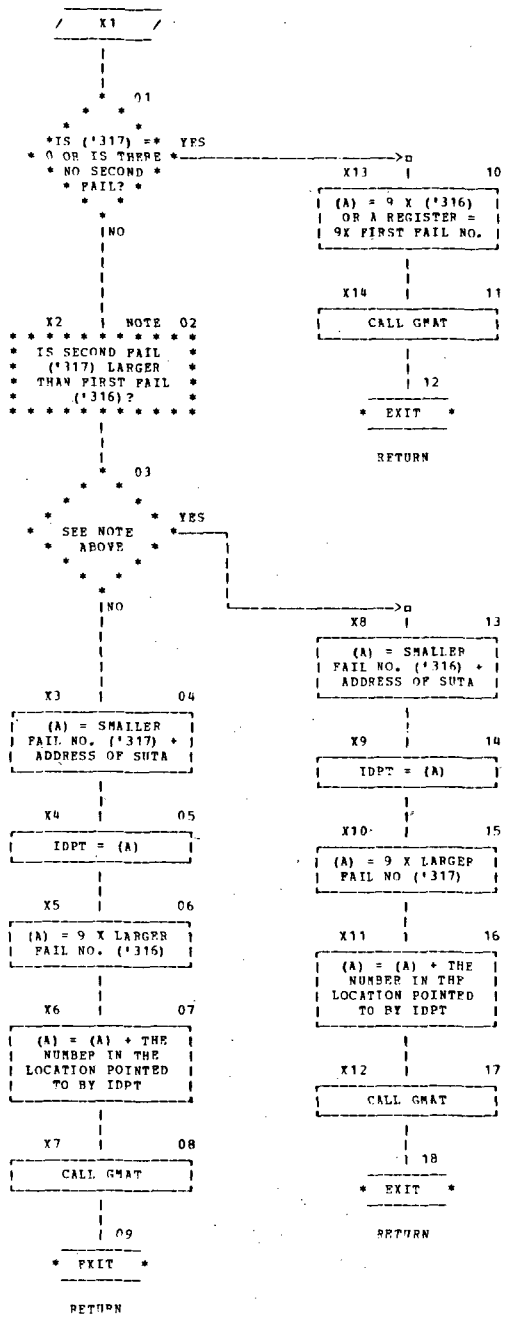 / X1 /
01
*IS ('317) =* YES
* 0 OR IS THERE *
* NO SECOND *
* FAIL? *
NO
X13 10
(A) = 9 X ('316)
OR A REGISTER =
9X FIRST FAIL NO.
X14 11
CALL GMAT
12
* EXIT *
RETURN
X2 NOTE 02
* IS SECOND FAIL *
* ('317) LARGER *
* THAN FIRST FAIL *
* ('316)? *
03
YES
* SEE NOTE *
* ABOVE *
NO
X3 04
(A) = SMALLER
FAIL NO. ('317) +
ADDRESS OF SUTA
X4 05
IDPT = (A)
X5 06
(A) = 9 X LARGER
FAIL NO. ('316)
X6 07
(A) = (A) + THE
NUMBER IN THE
LOCATION POINTED
TO BY IDPT
X7 08
CALL GMAT
09
* EXIT *
RETURN
X8 13
(A) = SMALLER
FAIL NO. ('316) +
ADDRESS OF SUTA
X9 14
IDPT = (A)
X10 15
(A) = 9 X LARGER
FAIL NO ('317)
X11 16
(A) = (A) + THE
NUMBER IN THE
LOCATION POINTED
TO BY IDPT
X12 17
CALL GMAT
18
* EXIT *
RETURN